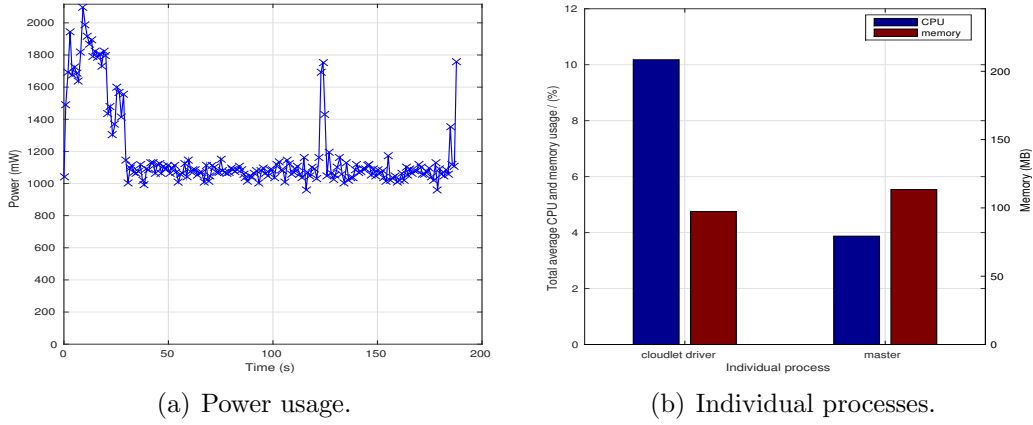 2000
1800
1600
1400
1200
1000
800
600
400
200
0
Power (mW)
0 50 100 150 200
Time (s)
(a) Power usage.
12
10
8
6
4
2
0
Total average CPU and memory usage / (%)
CPU
memory
200
150
100
50
0
Memory (MB)
cloudlet driver master
Individual process
(b) Individual processes.